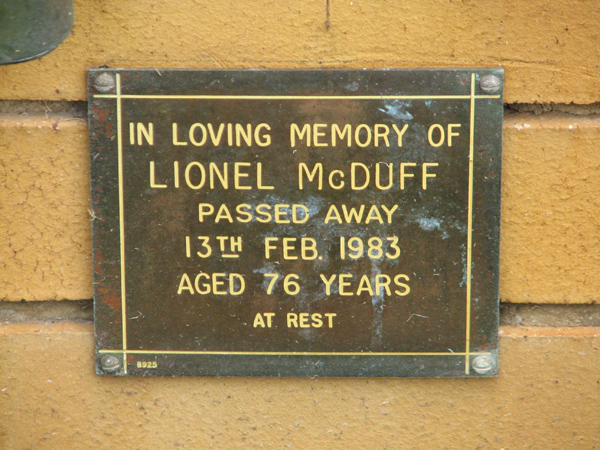 IN LOVING MEMORY OF
LIONEL McDUFF
PASSED AWAY
13TH FEB. 1983
AGED 76 YEARS
AT REST
8925